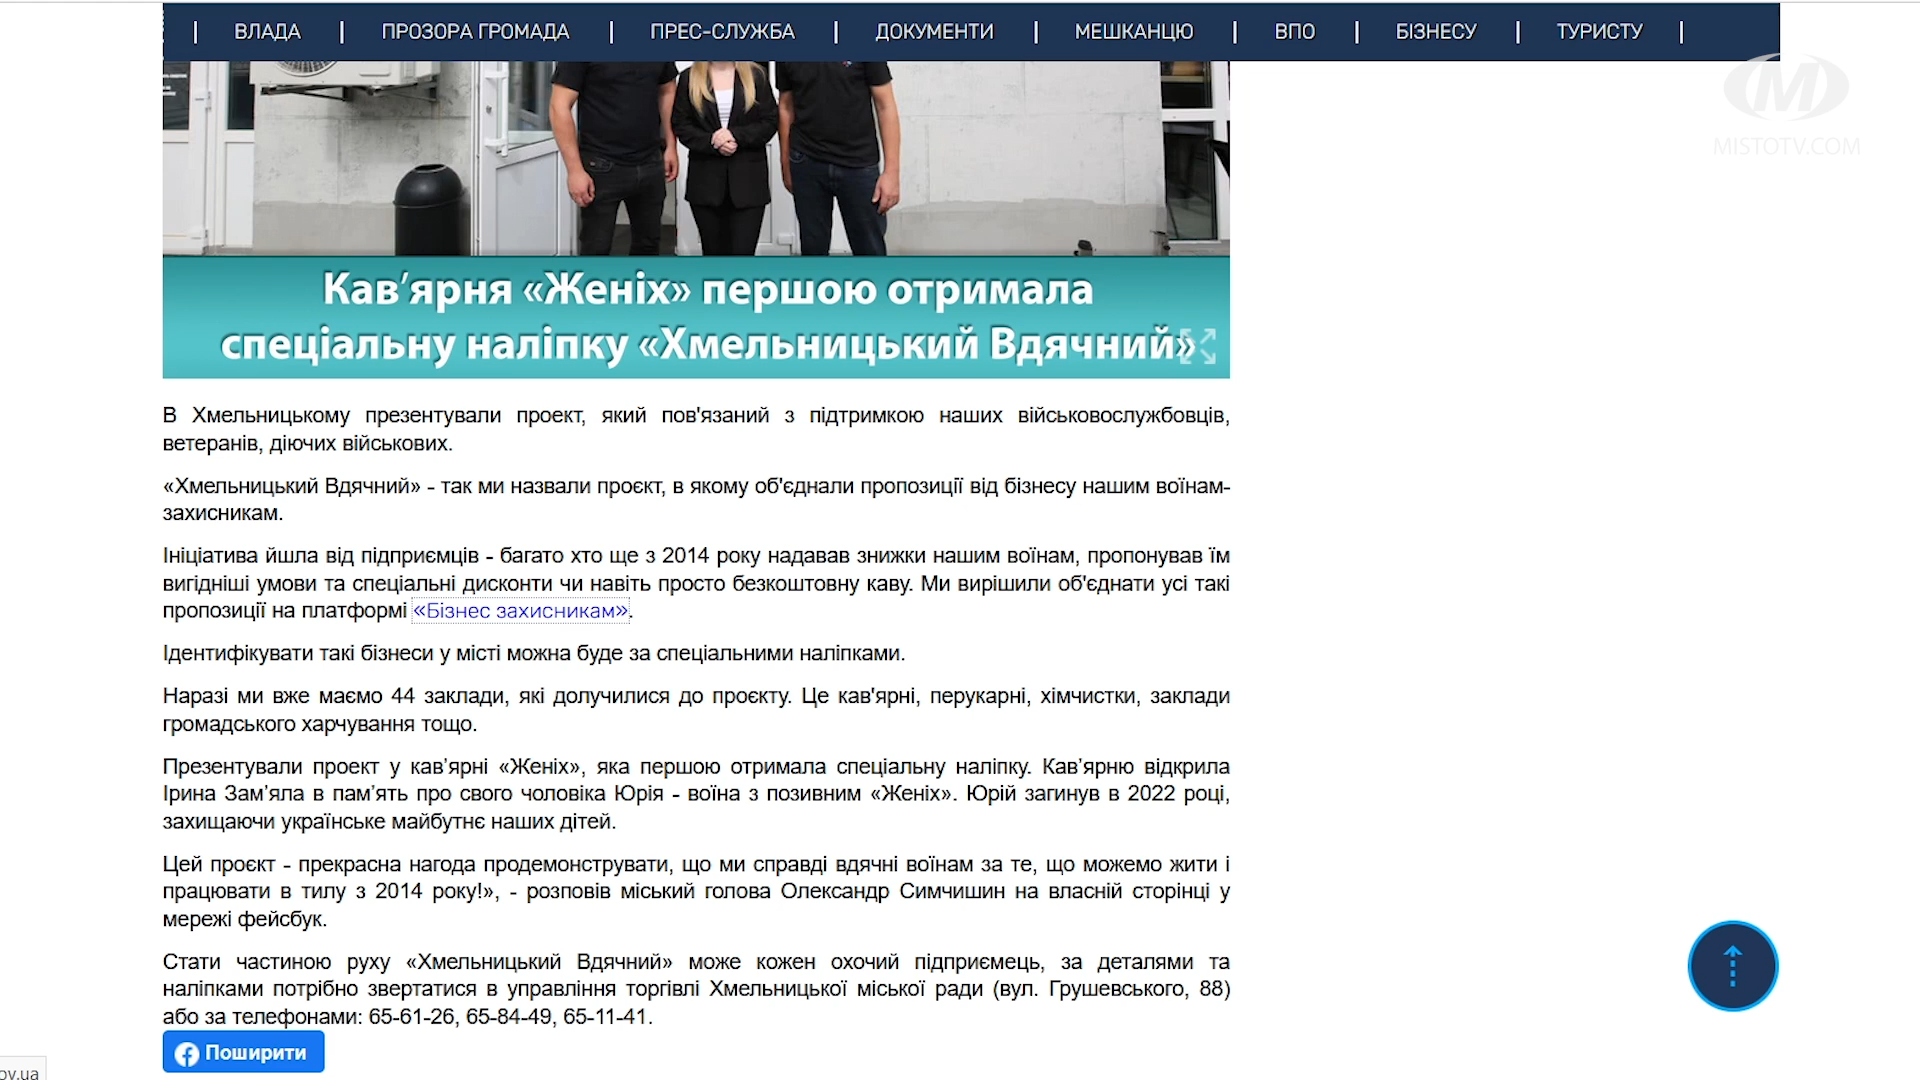 ВЛАДА | ПРОЗОРА ГРОМАДА | ПРЕС-СЛУЖБА | ДОКУМЕНТИ | МЕШКАНЦЮ | ВПО | БІЗНЕСУ | ТУРИСТУ
MISTOTV.COM
Кав’ярня «Женіх» першою отримала
спеціальну наліпку «Хмельницький Вдячний»
В Хмельницькому презентували проект, який пов'язаний з підтримкою наших військовослужбовців,
ветеранів, діючих військових.
«Хмельницький Вдячний» - так ми назвали проєкт, в якому об'єднали пропозиції від бізнесу нашим воїнам-
захисникам.
Ініціатива йшла від підприємців - багато хто ще з 2014 року надавав знижки нашим воїнам, пропонував їм
вигідніші умови та спеціальні дисконти чи навіть просто безкоштовну каву. Ми вирішили об'єднати усі такі
пропозиції на платформі «Бізнес захисникам».
Ідентифікувати такі бізнеси у місті можна буде за спеціальними наліпками.
Наразі ми вже маємо 44 заклади, які долучилися до проєкту. Це кав'ярні, перукарні, хімчистки, заклади
громадського харчування тощо.
Презентували проект у кав’ярні «Женіх», яка першою отримала спеціальну наліпку. Кав’ярню відкрила
Ірина Зам’яла в пам’ять про свого чоловіка Юрія - воїна з позивним «Женіх». Юрій загинув в 2022 році,
захищаючи українське майбутнє наших дітей.
Цей проєкт - прекрасна нагода продемонструвати, що ми справді вдячні воїнам за те, що можемо жити і
працювати в тилу з 2014 року!», - розповів міський голова Олександр Симчишин на власній сторінці у
мережі фейсбук.
Стати частиною руху «Хмельницький Вдячний» може кожен охочий підприємець, за деталями та
наліпками потрібно звертатися в управління торгівлі Хмельницької міської ради (вул. Грушевського, 88)
або за телефонами: 65-61-26, 65-84-49, 65-11-41.
Поширити
ov.ua